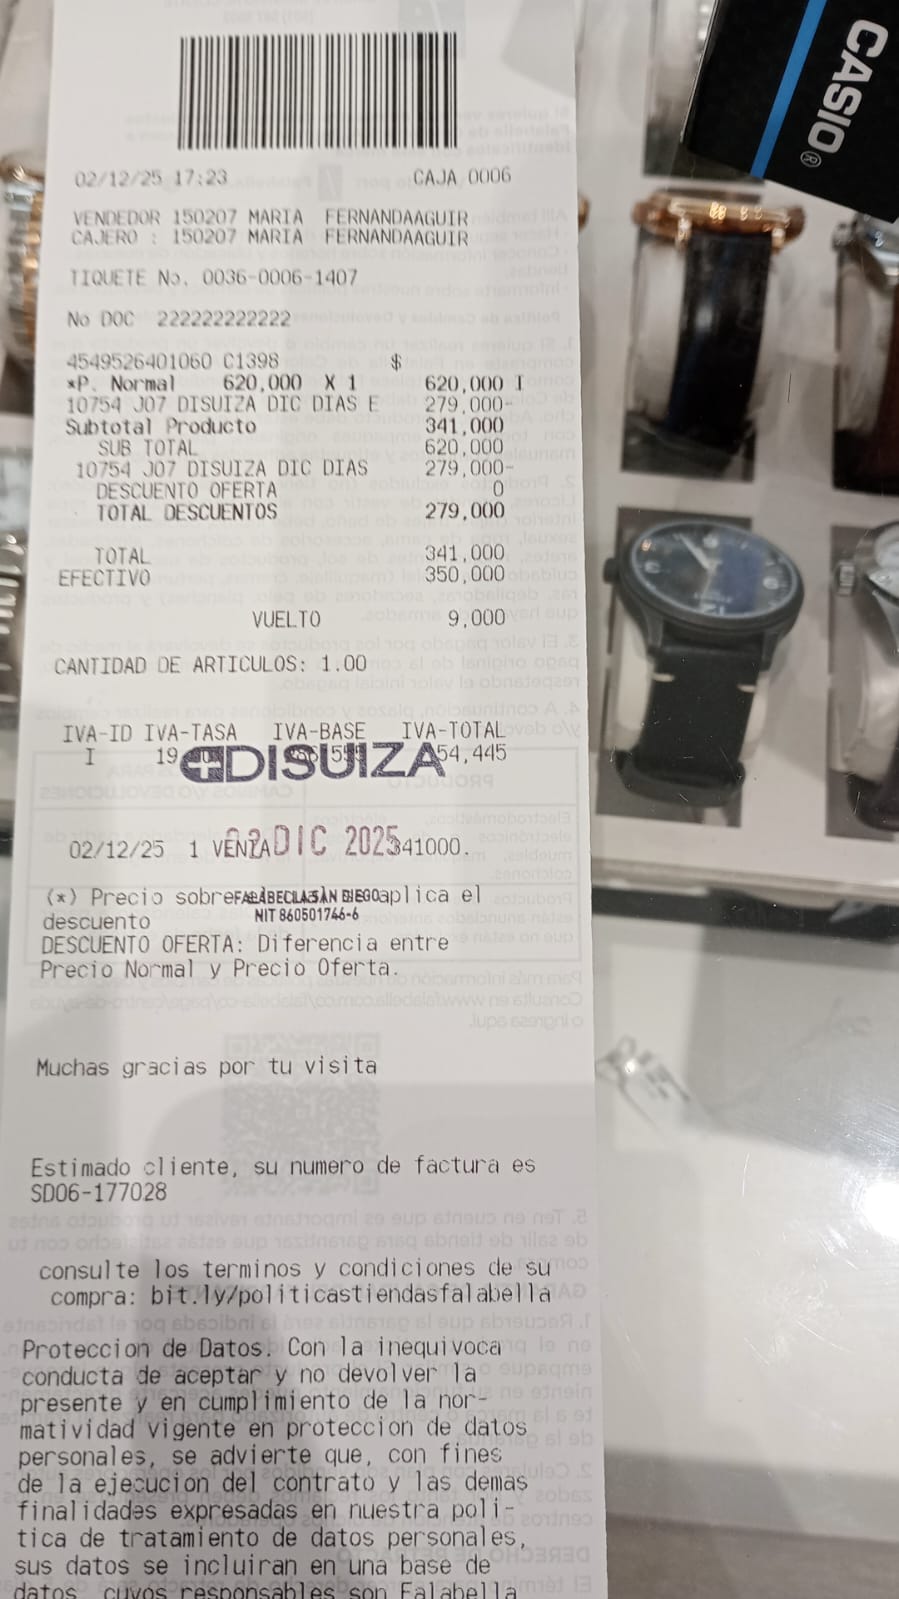 CASIO®
02/12/25 17:23 CAJA 0006
VENDEDOR 150207 MARIA FERNANDAAGUIR
CAJERO : 150207 MARIA FERNANDAAGUIR
TIQUETE No. 0036-0006-1407
No DOC 222222222222
4549526401060 C1398 $
*P. Normal 620,000 X 1 620,000 I
10754 J07 DISUIZA DIC DIAS E 279,000-
Subtotal Producto 341,000
SUB TOTAL 620,000
10754 J07 DISUIZA DIC DIAS 279,000-
DESCUENTO OFERTA 0
TOTAL DESCUENTOS 279,000
TOTAL 341,000
EFECTIVO 350,000
VUELTO 9,000
CANTIDAD DE ARTICULOS: 1.00
IVA-ID IVA-TASA IVA-BASE IVA-TOTAL
I 19 54,445
DISUIZA
02/12/25 1 VENTA 341000.
02 DIC 2025
(*) Precio sobre aplica el
FALABELLA SAN DIEGO
NIT 860501746-6
descuento
DESCUENTO OFERTA: Diferencia entre
Precio Normal y Precio Oferta.
Muchas gracias por tu visita
Estimado cliente, su numero de factura es
SD06-177028
consulte los terminos y condiciones de su
compra: bit.ly/politicastiendasfalabella
Proteccion de Datos. Con la inequivoca
conducta de aceptar y no devolver la
presente y en cumplimiento de la nor-
matividad vigente en proteccion de datos
personales, se advierte que, con fines
de la ejecucion del contrato y las demas
finalidades expresadas en nuestra poli-
tica de tratamiento de datos personales,
sus datos se incluiran en una base de
datos, cuyos responsables son Falabella